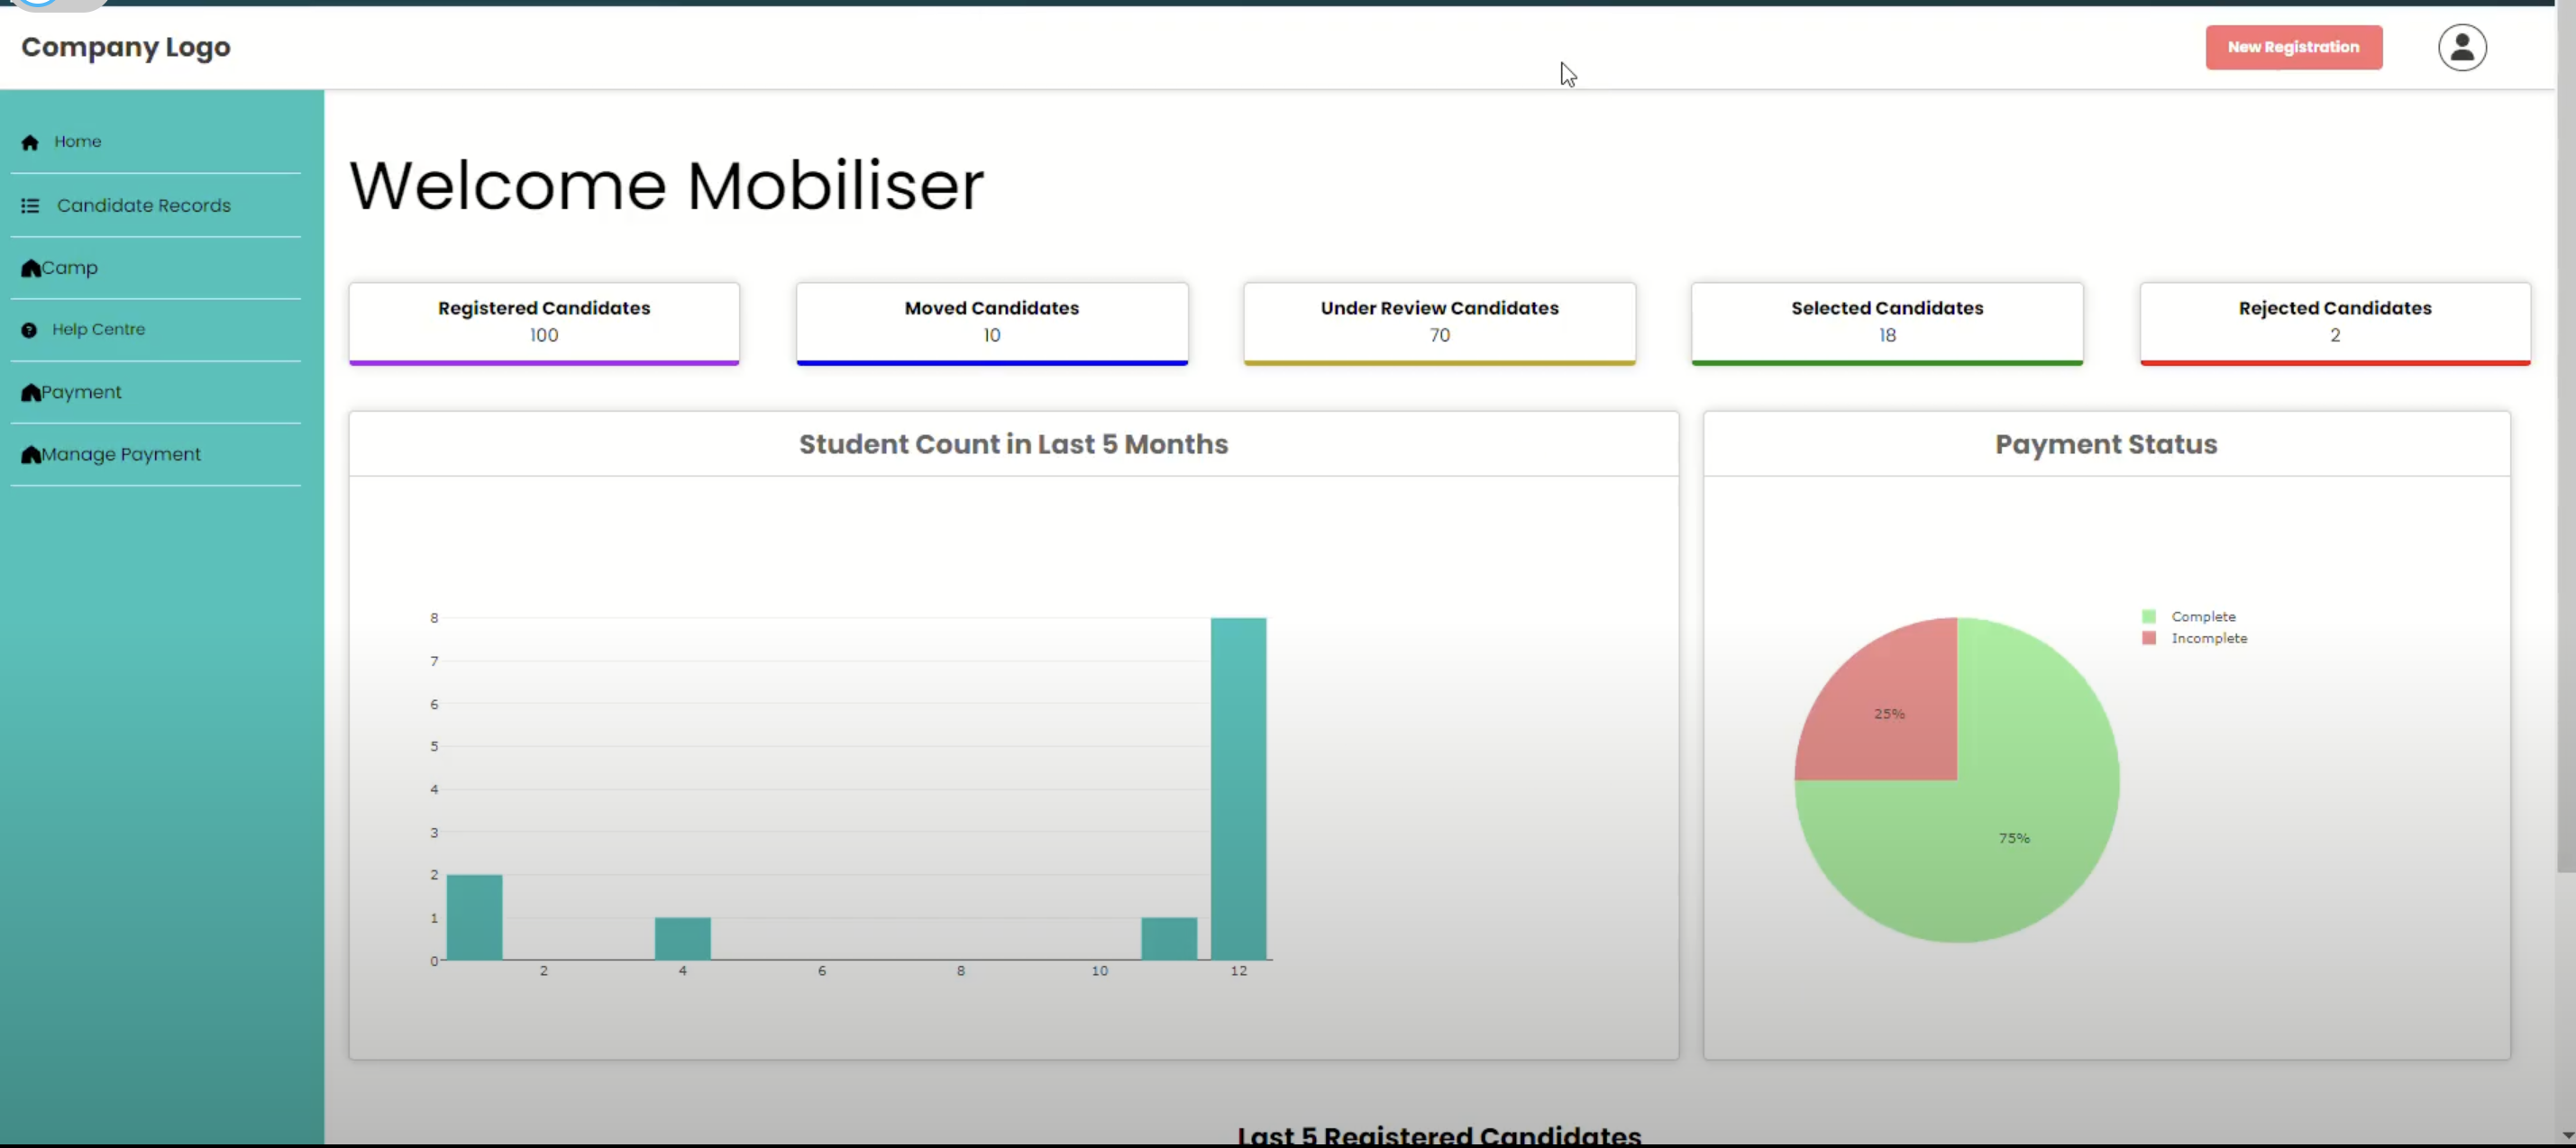 Company Logo
New Registration
Home
Candidate Records
Camp
Help Centre
Payment
Manage Payment
Welcome Mobiliser
Registered Candidates
100
Moved Candidates
10
Under Review Candidates
70
Selected Candidates
18
Rejected Candidates
2
Student Count in Last 5 Months
8
7
6
5
4
3
2
1
0
2 4 6 8 10 12
Payment Status
Complete
Incomplete
25%
75%
Last 5 Registered Candidates